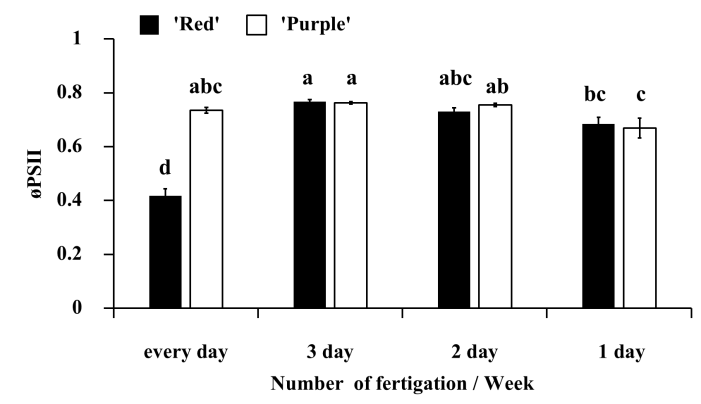 'Red' 'Purple'
1
0.8
0.6
0.4
0.2
0
øPSII
d abc a a abc ab bc c
every day 3 day 2 day 1 day
Number of fertigation / Week